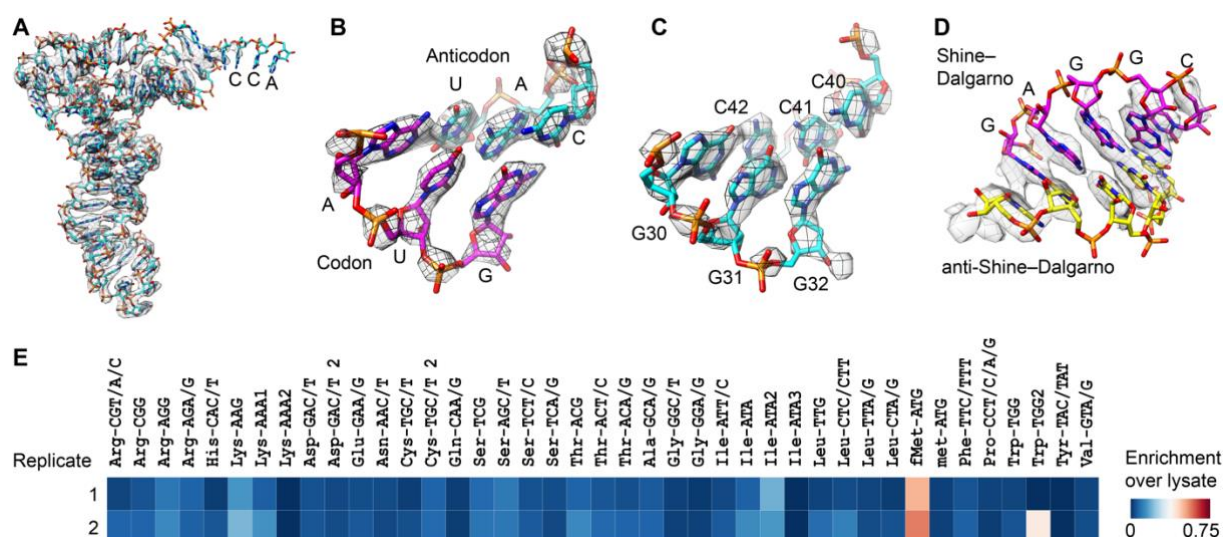 A
C C A
B
Anticodon
U
A
C
A
U
G
Codon
C
C42
C41
C40
G30
G31
G32
D
Shine–
Dalgarno
G
A
G
G
C
anti-Shine–Dalgarno
E
Arg-CGT/A/C
Arg-CGG
Arg-AGG
Arg-AGA/G
His-CAC/T
Lys-AAG
Lys-AAA1
Lys-AAA2
Asp-GAC/T
Asp-GAC/T 2
Glu-GAA/G
Asn-AAC/T
Cys-TGC/T
Cys-TGC/T 2
Gln-CAA/G
Ser-TCG
Ser-AGC/T
Ser-TCT/C
Ser-TCA/G
Thr-ACG
Thr-ACT/C
Thr-ACA/G
Ala-GCA/G
Gly-GGC/T
Gly-GGA/G
Ile-ATT/C
Ile-ATA
Ile-ATA2
Ile-ATA3
Leu-TTG
Leu-CTC/CTT
Leu-TTA/G
Leu-CTA/G
fMet-ATG
met-ATG
Phe-TTC/TTT
Pro-CCT/C/A/G
Trp-TGG
Trp-TGG2
Tyr-TAC/TAT
Val-GTA/G
Replicate
1
2
Enrichment
over lysate
0 0.75